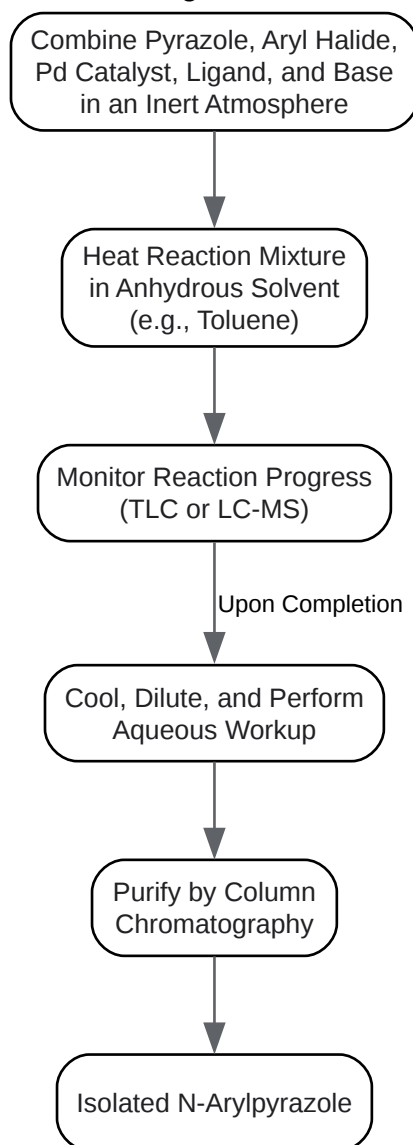 Combine Pyrazole, Aryl Halide,
Pd Catalyst, Ligand, and Base
in an Inert Atmosphere
Heat Reaction Mixture
in Anhydrous Solvent
(e.g., Toluene)
Monitor Reaction Progress
(TLC or LC-MS)
Upon Completion
Cool, Dilute, and Perform
Aqueous Workup
Purify by Column
Chromatography
Isolated N-Arylpyrazole